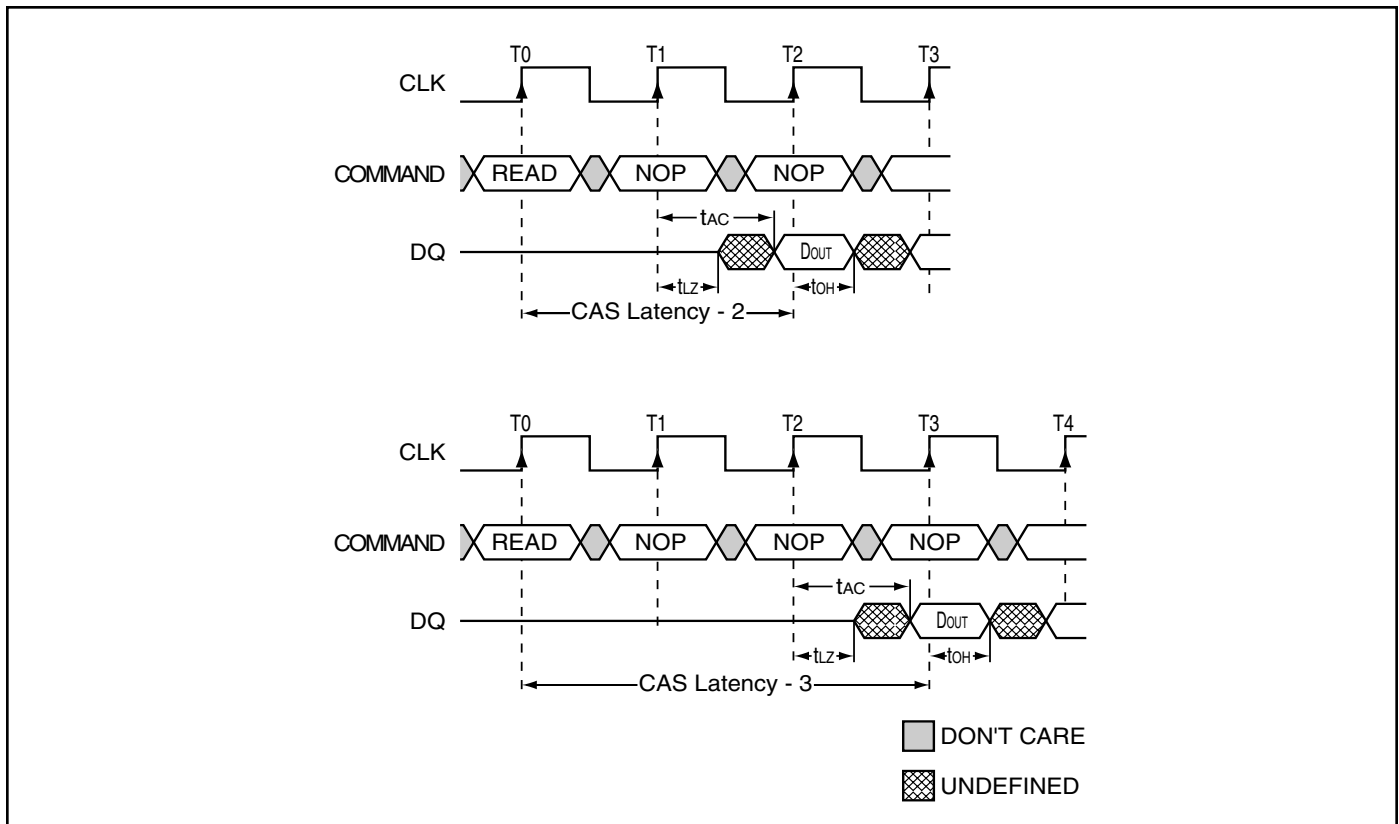 T0 T1 T2 T3
CLK
COMMAND READ NOP NOP
tAC
DQ DOUT
tLZ tOH
CAS Latency - 2
T0 T1 T2 T3 T4
CLK
COMMAND READ NOP NOP NOP
tAC
DQ DOUT
tLZ tOH
CAS Latency - 3
DON'T CARE
UNDEFINED